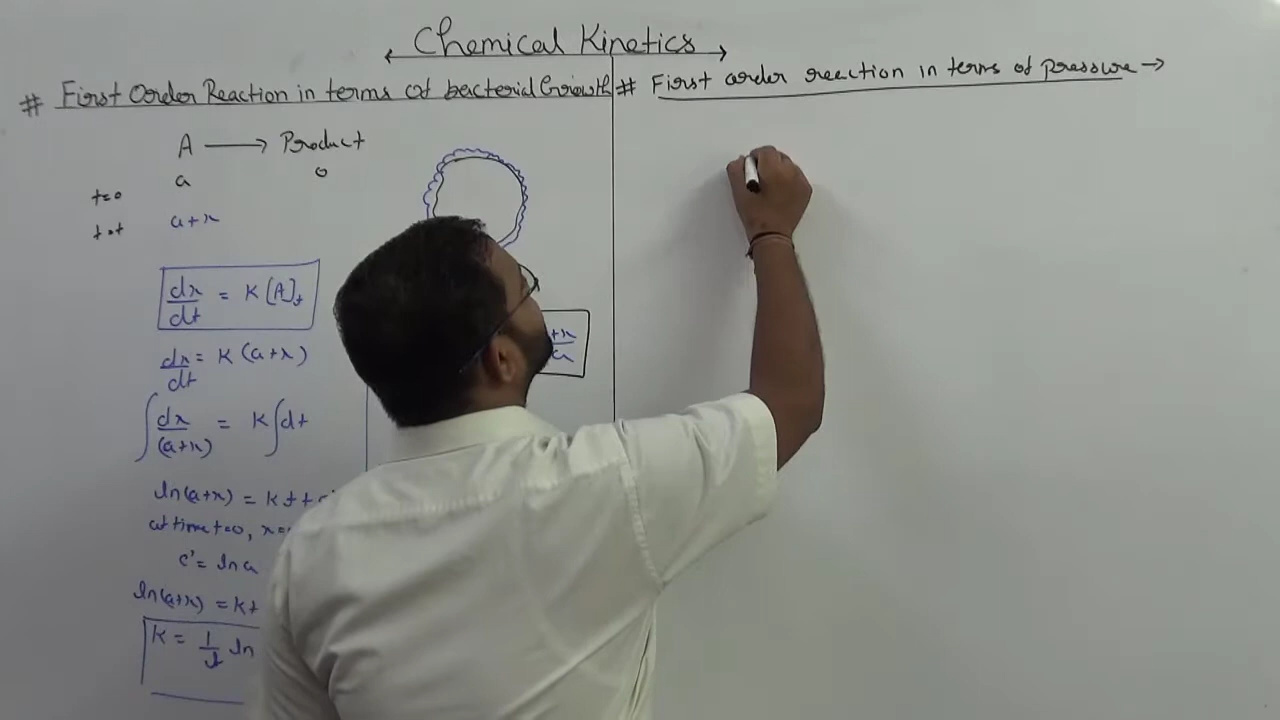 Chemical Kinetics
# First Order Reaction in terms of bacterial Growth
A ⟶ Product
t=0 a 0
t=t a+x
dx/dt = K[A]t
dx/dt = K(a+x)
∫dx/(a+x) = K∫dt
ln(a+x) = Kt + c'
at time t=0, x=
c' = ln a
ln(a+x) = Kt
K = 1/t ln
+x/a
# First order reaction in terms of pressure →